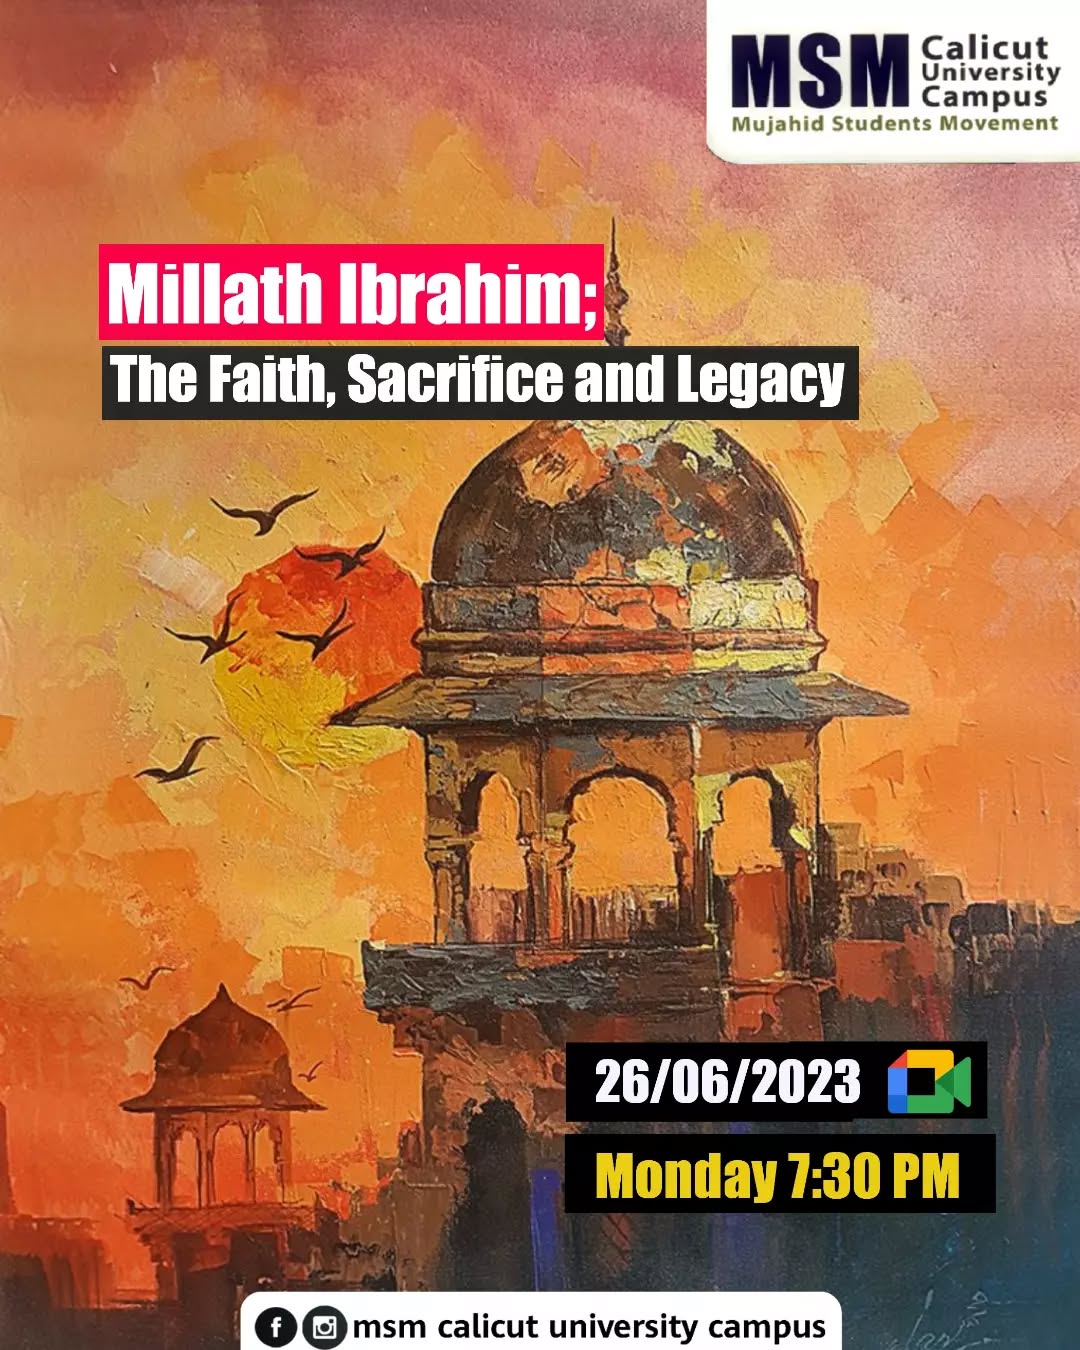 MSM Calicut
University
Campus
Mujahid Students Movement
Millath Ibrahim;
The Faith, Sacrifice and Legacy
26/06/2023
Monday 7:30 PM
msm calicut university campus